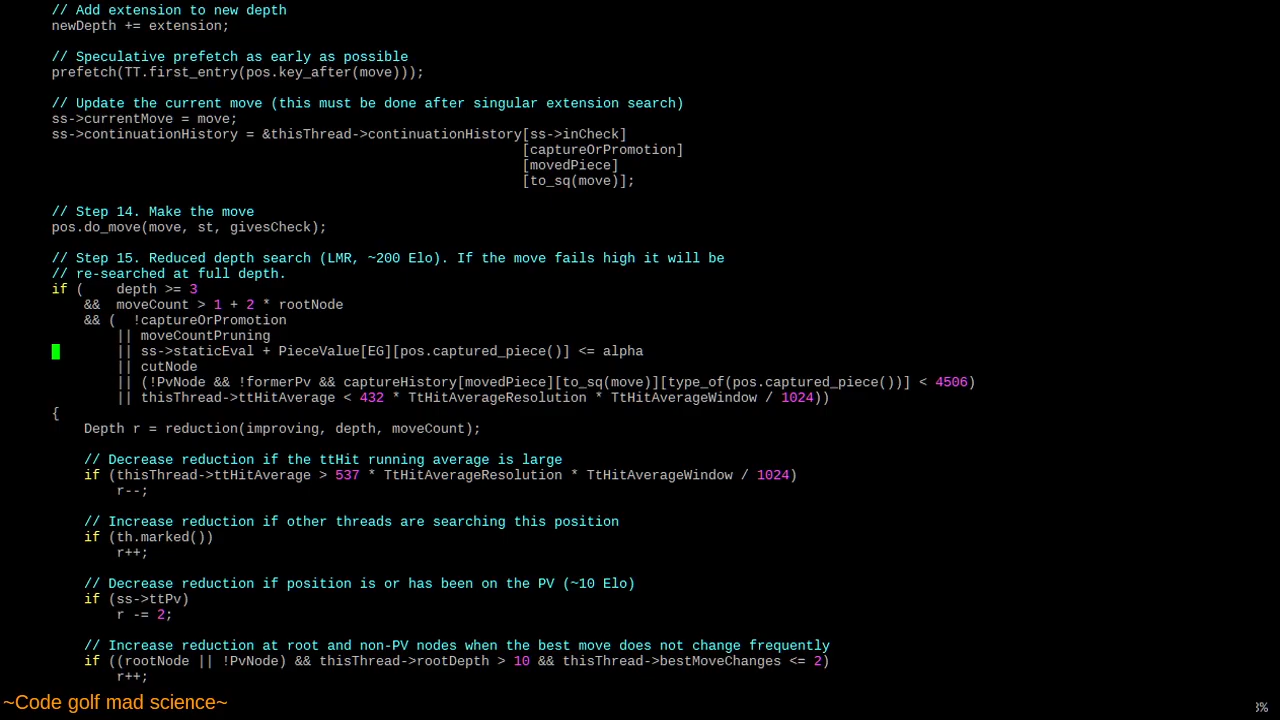 // Add extension to new depth
newDepth += extension;
// Speculative prefetch as early as possible
prefetch(TT.first_entry(pos.key_after(move)));
// Update the current move (this must be done after singular extension search)
ss->currentMove = move;
ss->continuationHistory = &thisThread->continuationHistory[ss->inCheck]
[captureOrPromotion]
[movedPiece]
[to_sq(move)];
// Step 14. Make the move
pos.do_move(move, st, givesCheck);
// Step 15. Reduced depth search (LMR, ~200 Elo). If the move fails high it will be
// re-searched at full depth.
if (    depth >= 3
&&  moveCount > 1 + 2 * rootNode
&& (  !captureOrPromotion
|| moveCountPruning
|| ss->staticEval + PieceValue[EG][pos.captured_piece()] <= alpha
|| cutNode
|| (!PvNode && !formerPv && captureHistory[movedPiece][to_sq(move)][type_of(pos.captured_piece())] < 4506)
|| thisThread->ttHitAverage < 432 * TtHitAverageResolution * TtHitAverageWindow / 1024))
{
Depth r = reduction(improving, depth, moveCount);
// Decrease reduction if the ttHit running average is large
if (thisThread->ttHitAverage > 537 * TtHitAverageResolution * TtHitAverageWindow / 1024)
r--;
// Increase reduction if other threads are searching this position
if (th.marked())
r++;
// Decrease reduction if position is or has been on the PV (~10 Elo)
if (ss->ttPv)
r -= 2;
// Increase reduction at root and non-PV nodes when the best move does not change frequently
if ((rootNode || !PvNode) && thisThread->rootDepth > 10 && thisThread->bestMoveChanges <= 2)
r++;
~Code golf mad science~